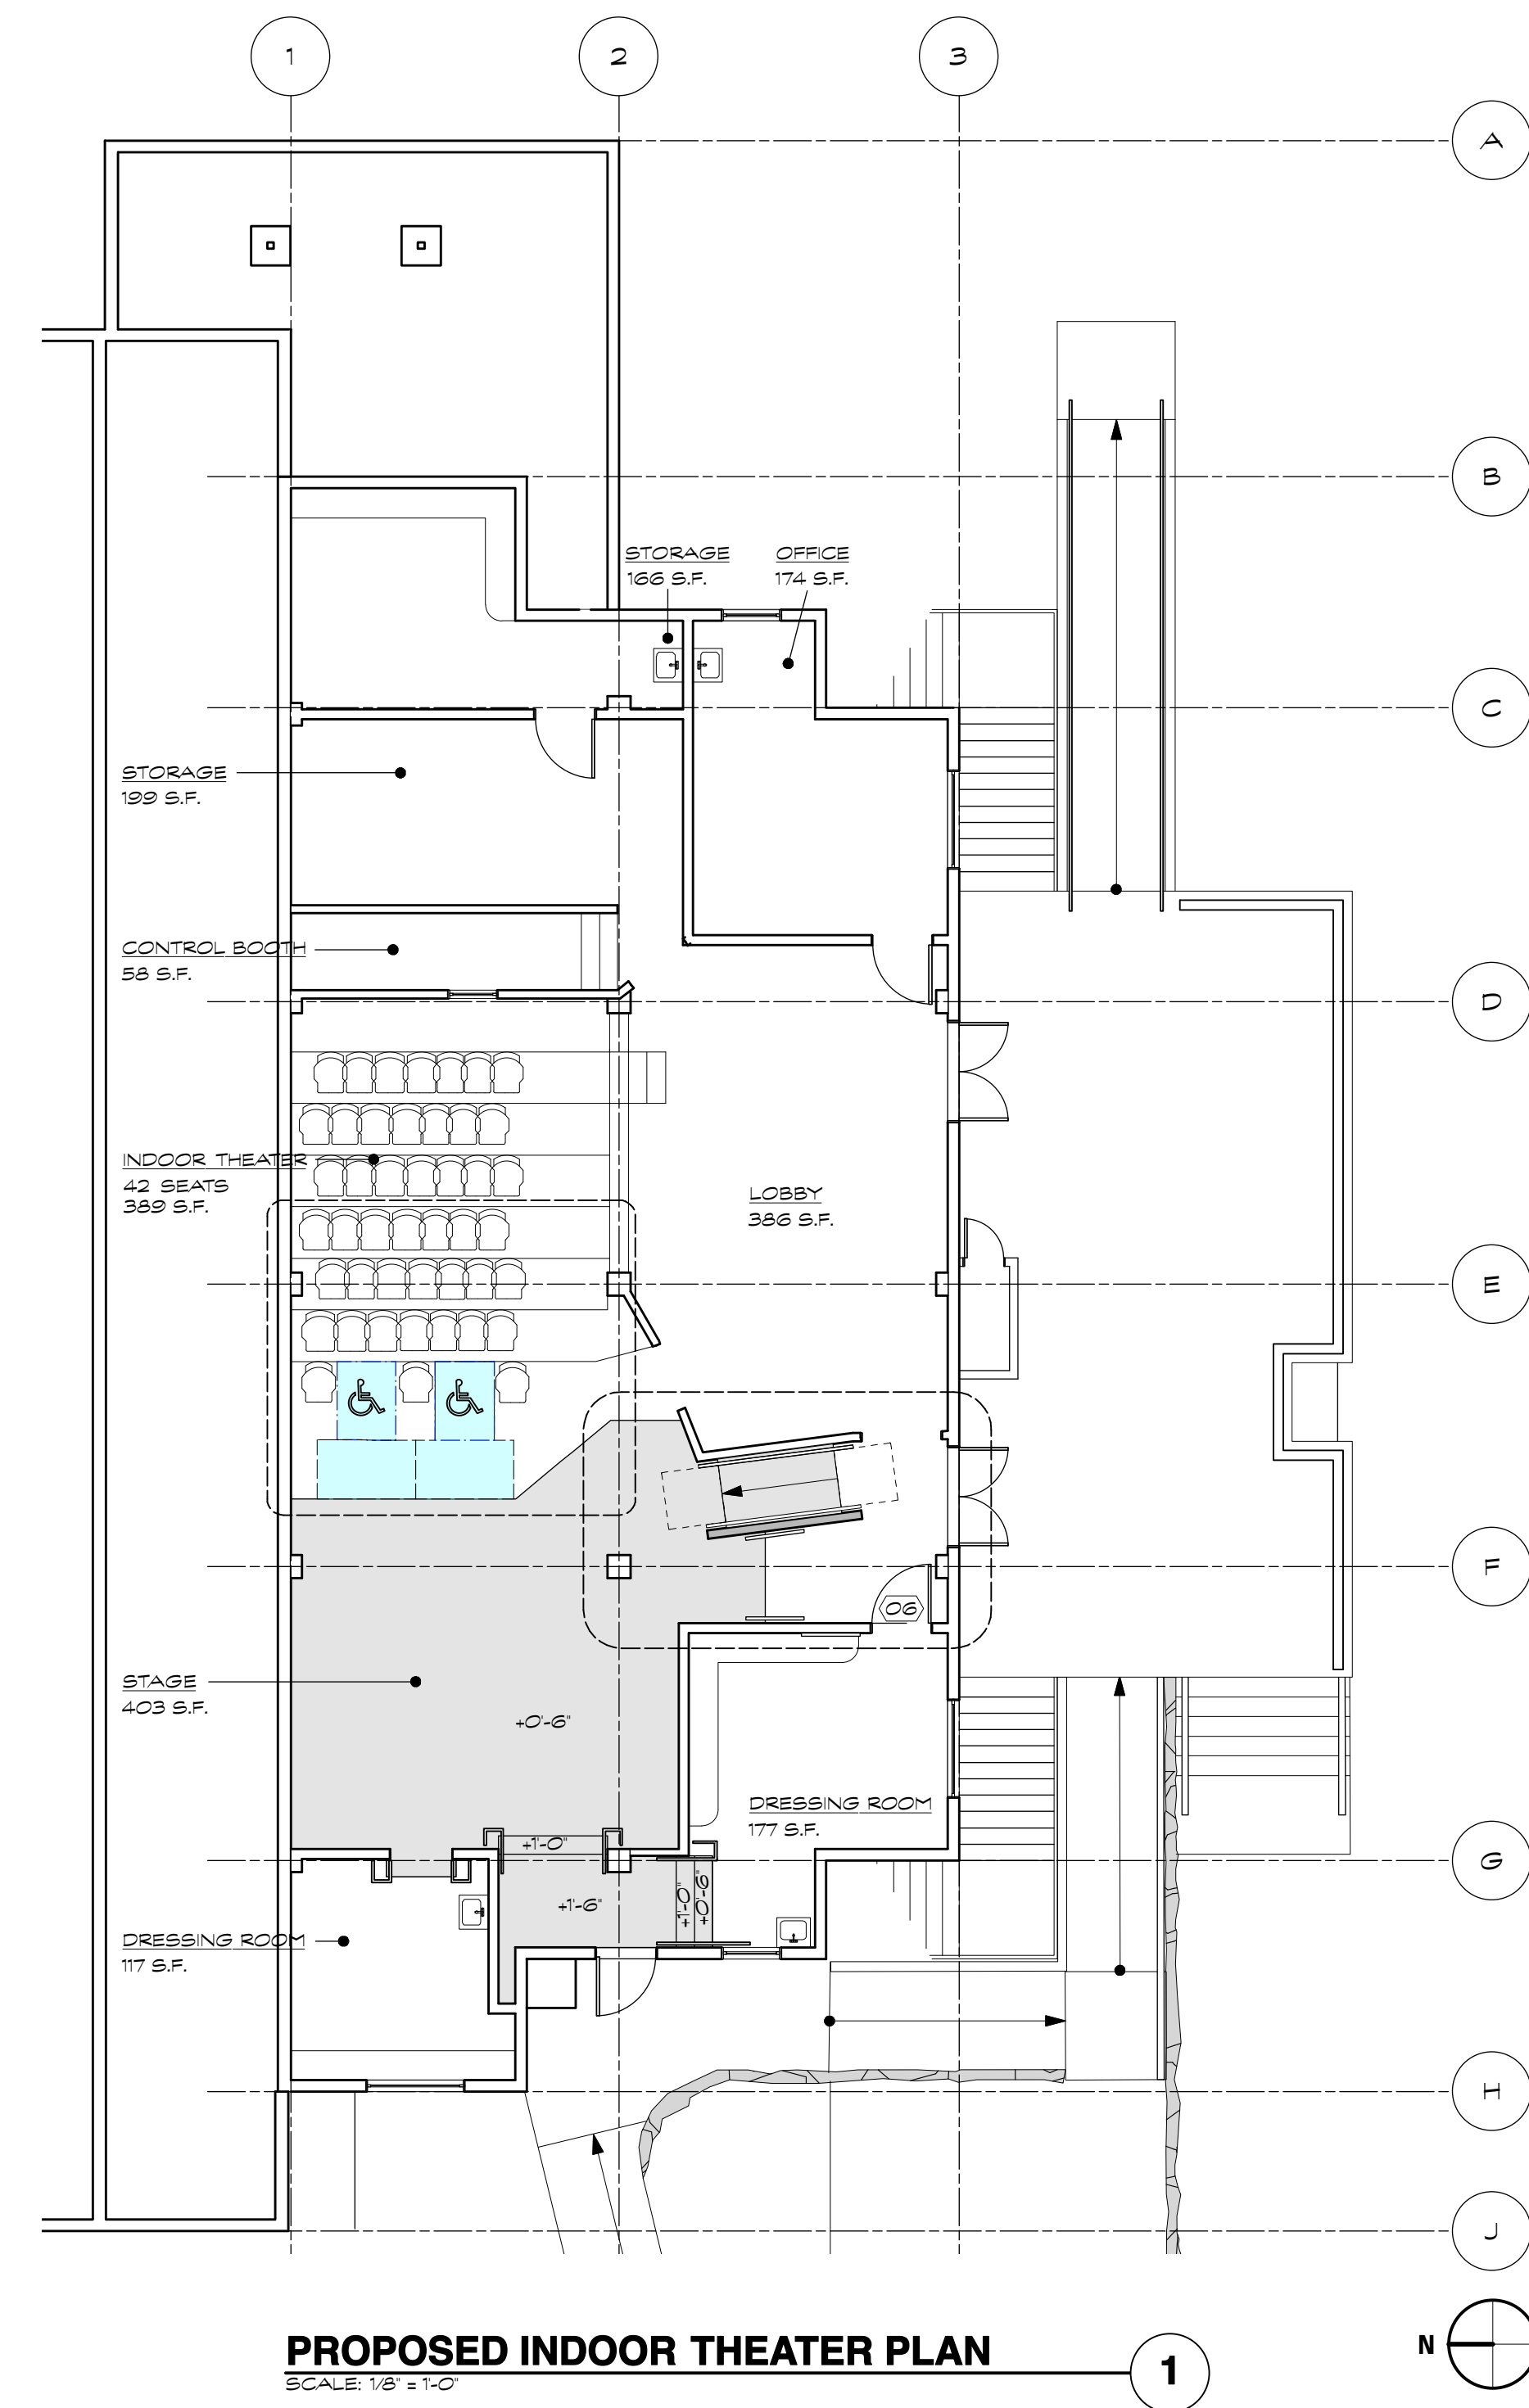 1
2
3
A
B
STORAGE
166 S.F.
OFFICE
174 S.F.
C
STORAGE
199 S.F.
CONTROL BOOTH
58 S.F.
D
INDOOR THEATER
42 SEATS
389 S.F.
LOBBY
386 S.F.
E
F
06
STAGE
403 S.F.
+0'-6"
DRESSING ROOM
177 S.F.
+1'-0"
G
+1'-6"
+1'-0"
+0'-6"
DRESSING ROOM
117 S.F.
H
J
PROPOSED INDOOR THEATER PLAN
SCALE: 1/8" = 1'-0"
1
N